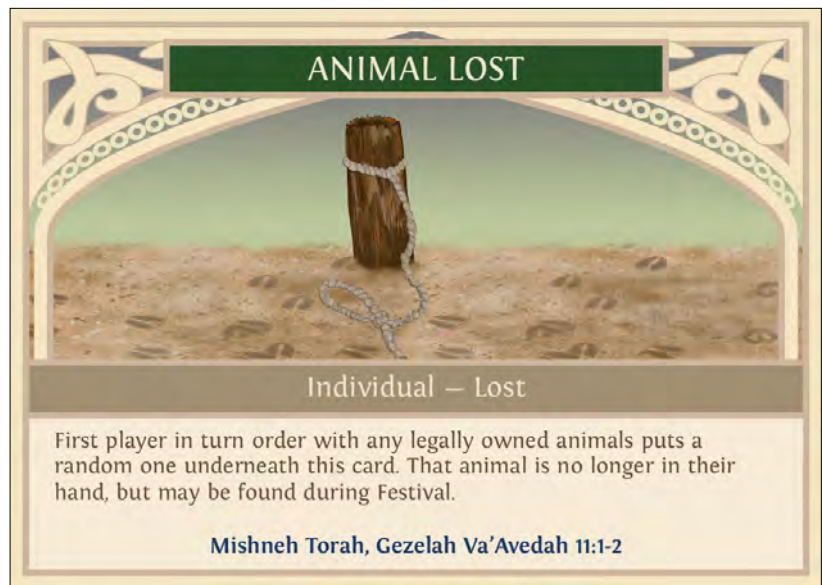 ANIMAL LOST
Individual – Lost
First player in turn order with any legally owned animals puts a
random one underneath this card. That animal is no longer in their
hand, but may be found during Festival.
Mishneh Torah, Gezelah Va'Avedah 11:1-2